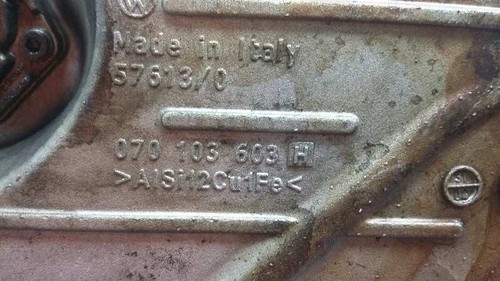 Made in Italy
57613/0
070 103 603 H
>AlSi12Cu1Fe<